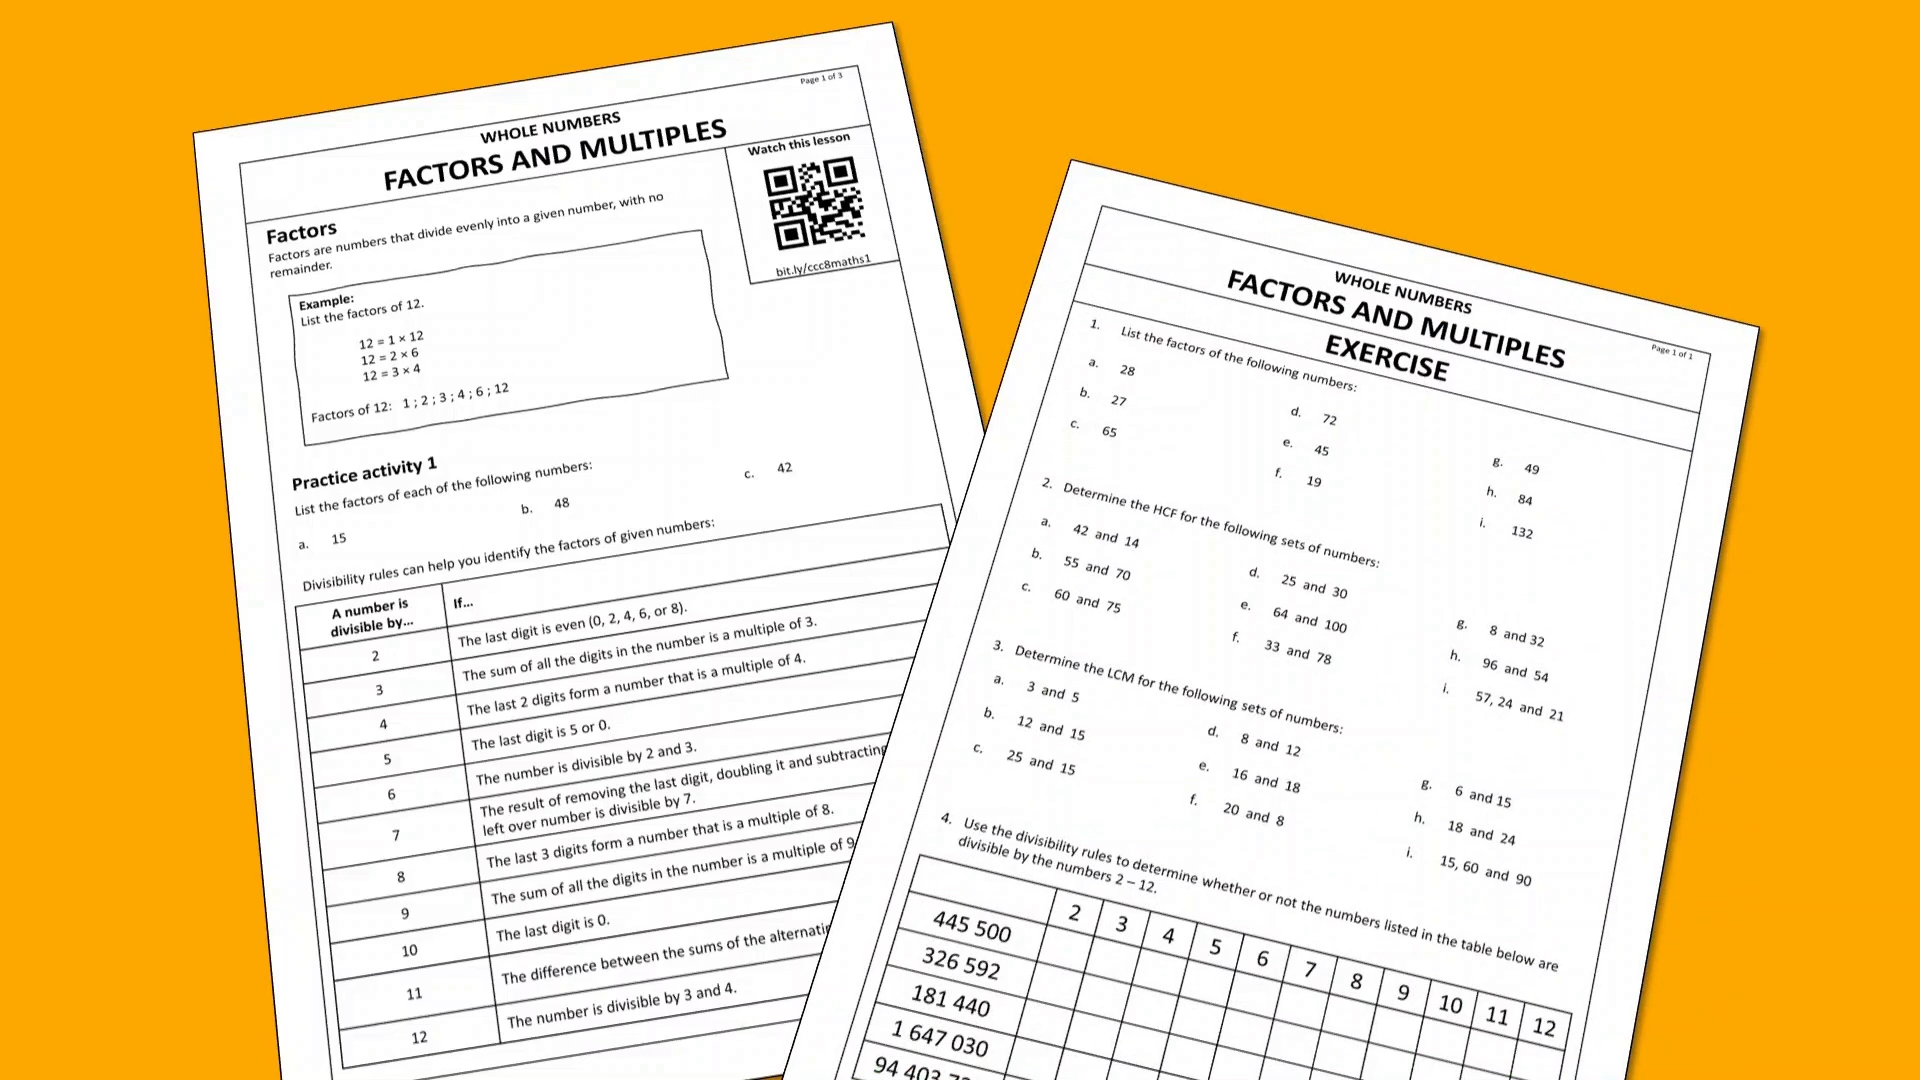 Page 1 of 3
WHOLE NUMBERS
FACTORS AND MULTIPLES
Watch this lesson
bit.ly/ccc8maths1
Factors
Factors are numbers that divide evenly into a given number, with no
remainder.
Example:
List the factors of 12.
12 = 1 × 12
12 = 2 × 6
12 = 3 × 4
Factors of 12: 1 ; 2 ; 3 ; 4 ; 6 ; 12
Practice activity 1
List the factors of each of the following numbers:
a. 15 b. 48 c. 42
Divisibility rules can help you identify the factors of given numbers:
A number is
divisible by...
If...
2 The last digit is even (0, 2, 4, 6, or 8).
3 The sum of all the digits in the number is a multiple of 3.
4 The last 2 digits form a number that is a multiple of 4.
5 The last digit is 5 or 0.
6 The number is divisible by 2 and 3.
7 The result of removing the last digit, doubling it and subtracting
left over number is divisible by 7.
8 The last 3 digits form a number that is a multiple of 8.
9 The sum of all the digits in the number is a multiple of 9
10 The last digit is 0.
11 The difference between the sums of the
12 The number is divisible by 3 and 4.
WHOLE NUMBERS
FACTORS AND MULTIPLES
Page 1 of 1
EXERCISE
1. List the factors of the following numbers:
a. 28 d. 72 g. 49
b. 27 e. 45 h. 84
c. 65 f. 19 i. 132
2. Determine the HCF for the following sets of numbers:
a. 42 and 14 d. 25 and 30 g. 8 and 32
b. 55 and 70 e. 64 and 100 h. 96 and 54
c. 60 and 75 f. 33 and 78 i. 57, 24 and 21
3. Determine the LCM for the following sets of numbers:
a. 3 and 5 d. 8 and 12 g. 6 and 15
b. 12 and 15 e. 16 and 18 h. 18 and 24
c. 25 and 15 f. 20 and 8 i. 15, 60 and 90
4. Use the divisibility rules to determine whether or not the numbers listed in the table below are
divisible by the numbers 2 – 12.
2 3 4 5 6 7 8 9 10 11 12
445 500
326 592
181 440
1 647 030
94 403